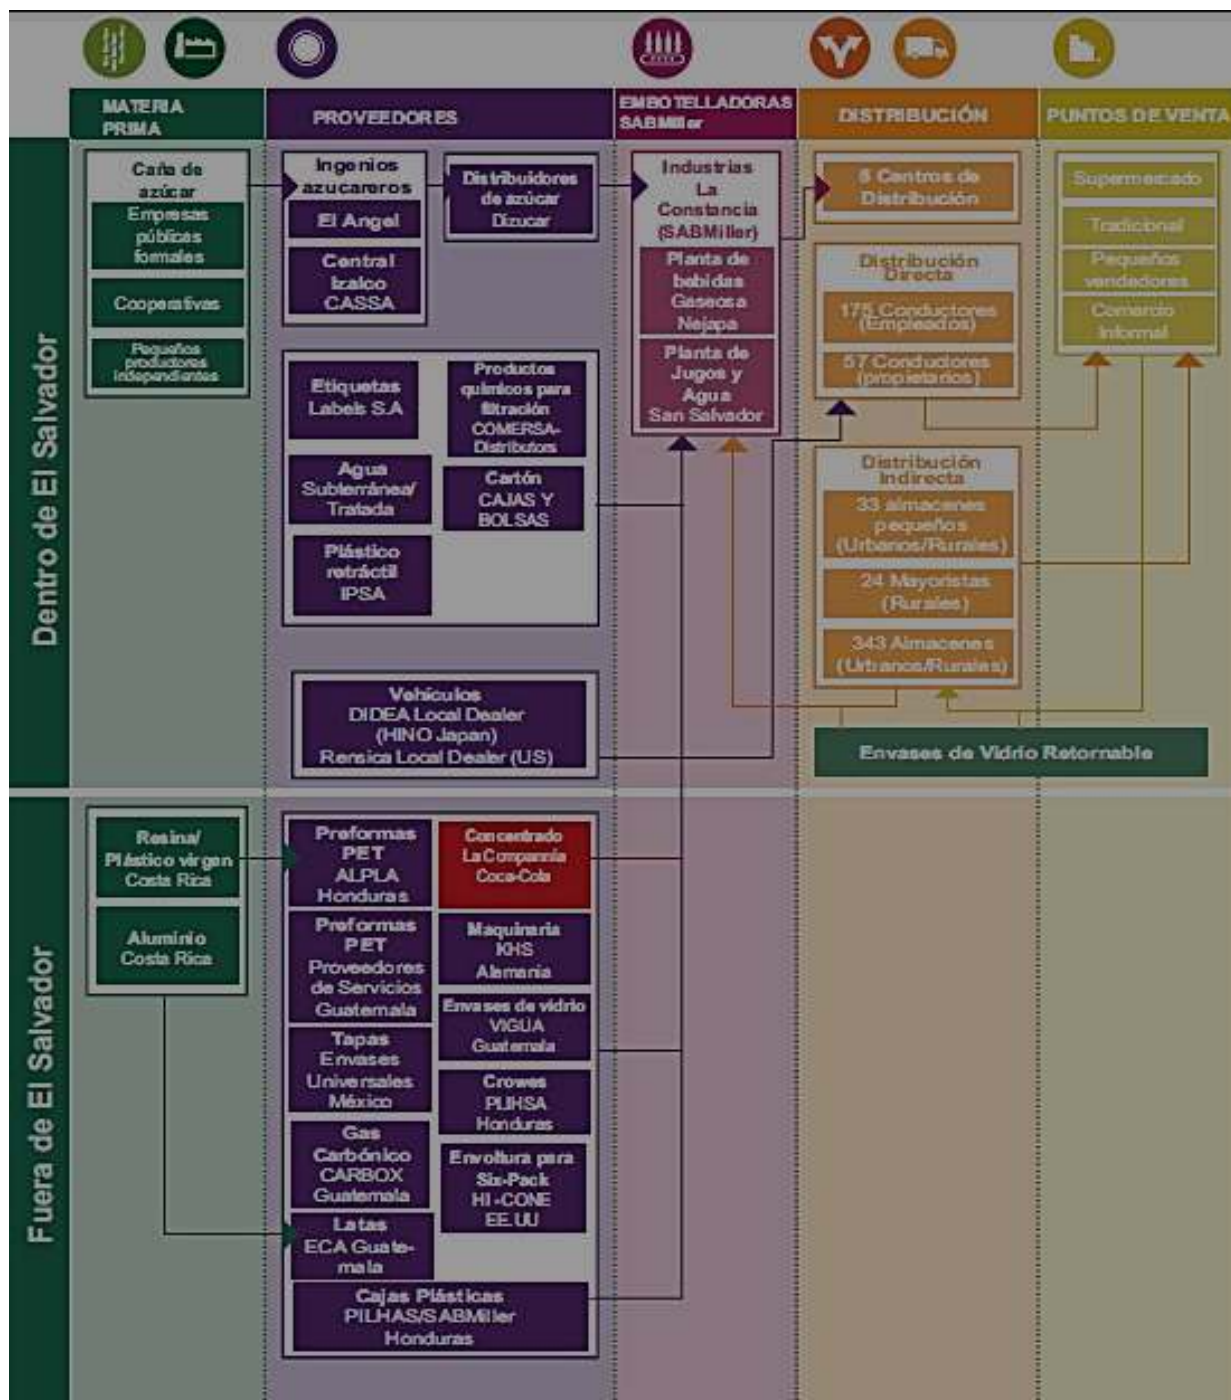 MATERIA
PRIMA
PROVEEDORES
EMBOTELLADORAS
SABMiller
DISTRIBUCIÓN
PUNTOS DE VENTA
Dentro de El Salvador
Caña de
azúcar
Empresas
públicas
formales
Cooperativas
Pequeños
productores
independientes
Ingenios
azucareros
El Angel
Central
Izalco
CASSA
Distribuidores
de azúcar
Dizucar
Etiquetas
Labels S.A
Agua
Subterránea/
Tratada
Plástico
retráctil
IPSA
Productos
químicos para
filtración
COMERSA-
Distributors
Cartón
CAJAS Y
BOLSAS
Vehículos
DIDEA Local Dealer
(HINO Japan)
Rensica Local Dealer (US)
Industrias
La
Constancia
(SABMiller)
Planta de
bebidas
Gaseosa
Nejapa
Planta de
Jugos y
Agua
San Salvador
Centros de
Distribución
Distribución
Directa
175 Conductores
(Empleados)
57 Conductores
(propietarios)
Distribución
Indirecta
33 almacenes
pequeños
(Urbanos/Rurales)
24 Mayoristas
(Rurales)
343 Almacenes
(Urbanos/Rurales)
Supermercado
Tradicional
Pequeños
vendedores
Comercio
Informal
Envases de Vidrio Retornable
Fuera de El Salvador
Resina/
Plástico virgen
Costa Rica
Aluminio
Costa Rica
Preformas
PET
ALPLA
Honduras
Preformas
PET
Proveedores
de Servicios
Guatemala
Tapas
Envases
Universales
México
Gas
Carbónico
CARBOX
Guatemala
Latas
ECA Guate-
mala
Concentrado
La Compannía
Coca-Cola
Maquinaria
KHS
Alemania
Envases de vidrio
VIGUA
Guatemala
Crowes
PLIHSA
Honduras
Envoltura para
Six-Pack
HI-CONE
EE.UU
Cajas Plásticas
PILHAS/SABMiller
Honduras